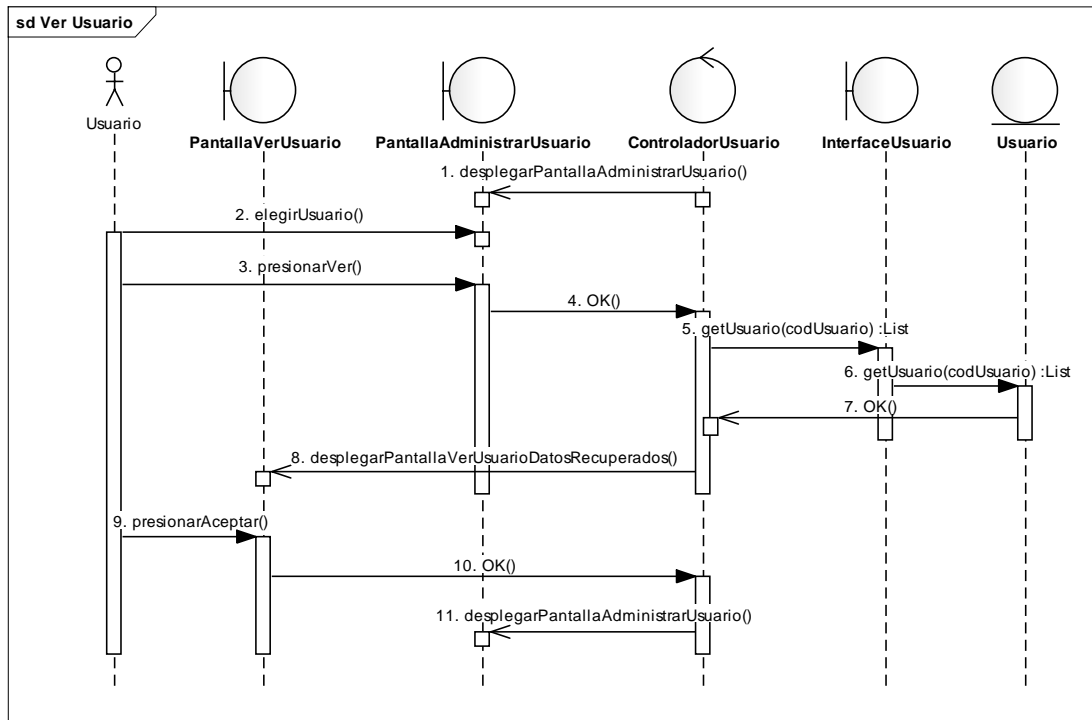 sd Ver Usuario
Usuario
PantallaVerUsuario
PantallaAdministrarUsuario
ControladorUsuario
InterfaceUsuario
Usuario
1. desplegarPantallaAdministrarUsuario()
2. elegirUsuario()
3. presionarVer()
4. OK()
5. getUsuario(codUsuario) :List
6. getUsuario(codUsuario) :List
7. OK()
8. desplegarPantallaVerUsuarioDatosRecuperados()
9. presionarAceptar()
10. OK()
11. desplegarPantallaAdministrarUsuario()